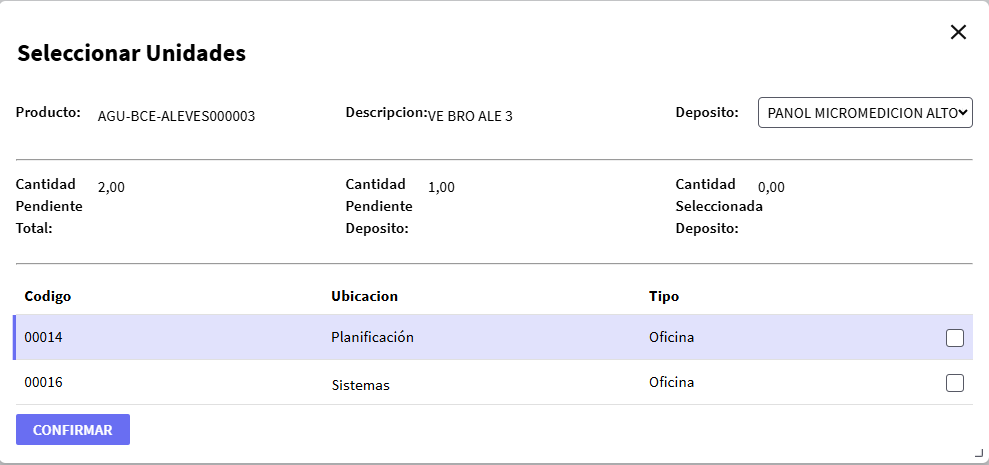 Seleccionar Unidades
Producto: AGU-BCE-ALEVES000003 Descripcion: VE BRO ALE 3 Deposito: PANOL MICROMEDICION ALTO
Cantidad Pendiente Total: 2,00 Cantidad Pendiente Deposito: 1,00 Cantidad Seleccionada Deposito: 0,00
Codigo Ubicacion Tipo
00014 Planificación Oficina
00016 Sistemas Oficina
CONFIRMAR